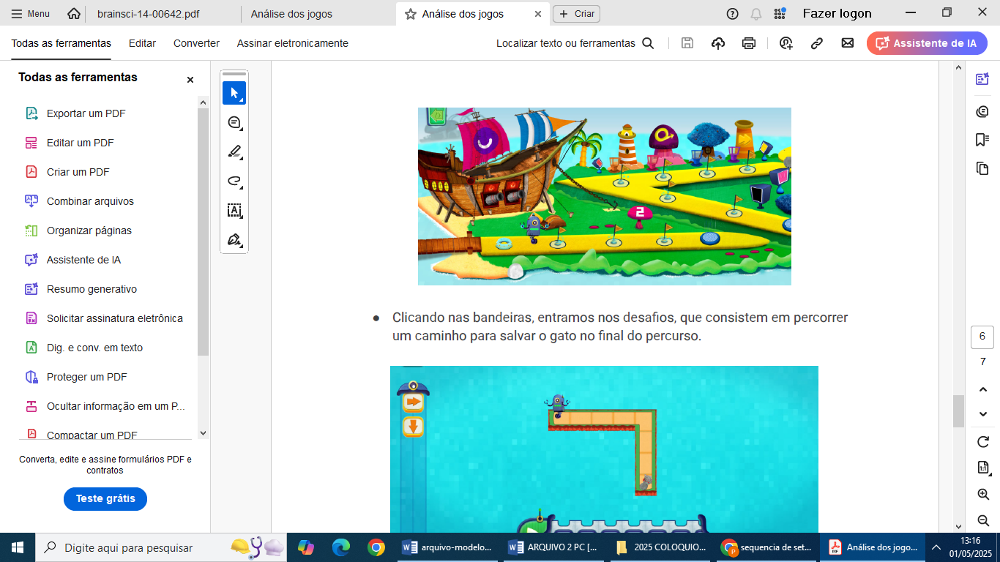 Menu
brainsci-14-00642.pdf
Análise dos jogos
Análise dos jogos
Criar
Fazer logon
Todas as ferramentas
Editar
Converter
Assinar eletronicamente
Localizar texto ou ferramentas
Assistente de IA
Todas as ferramentas
Exportar um PDF
Editar um PDF
Criar um PDF
Combinar arquivos
Organizar páginas
Assistente de IA
Resumo generativo
Solicitar assinatura eletrônica
Dig. e conv. em texto
Proteger um PDF
Ocultar informação em um P...
Compactar um PDF
Converta, edite e assine formulários PDF e
contratos
Teste grátis
2
● Clicando nas bandeiras, entramos nos desafios, que consistem em percorrer
um caminho para salvar o gato no final do percurso.
6
7
Digite aqui para pesquisar
arquivo-modelo...
ARQUIVO 2 PC [...
2025 COLOQUIO...
sequencia de set...
Análise dos jogo...
13:16
01/05/2025